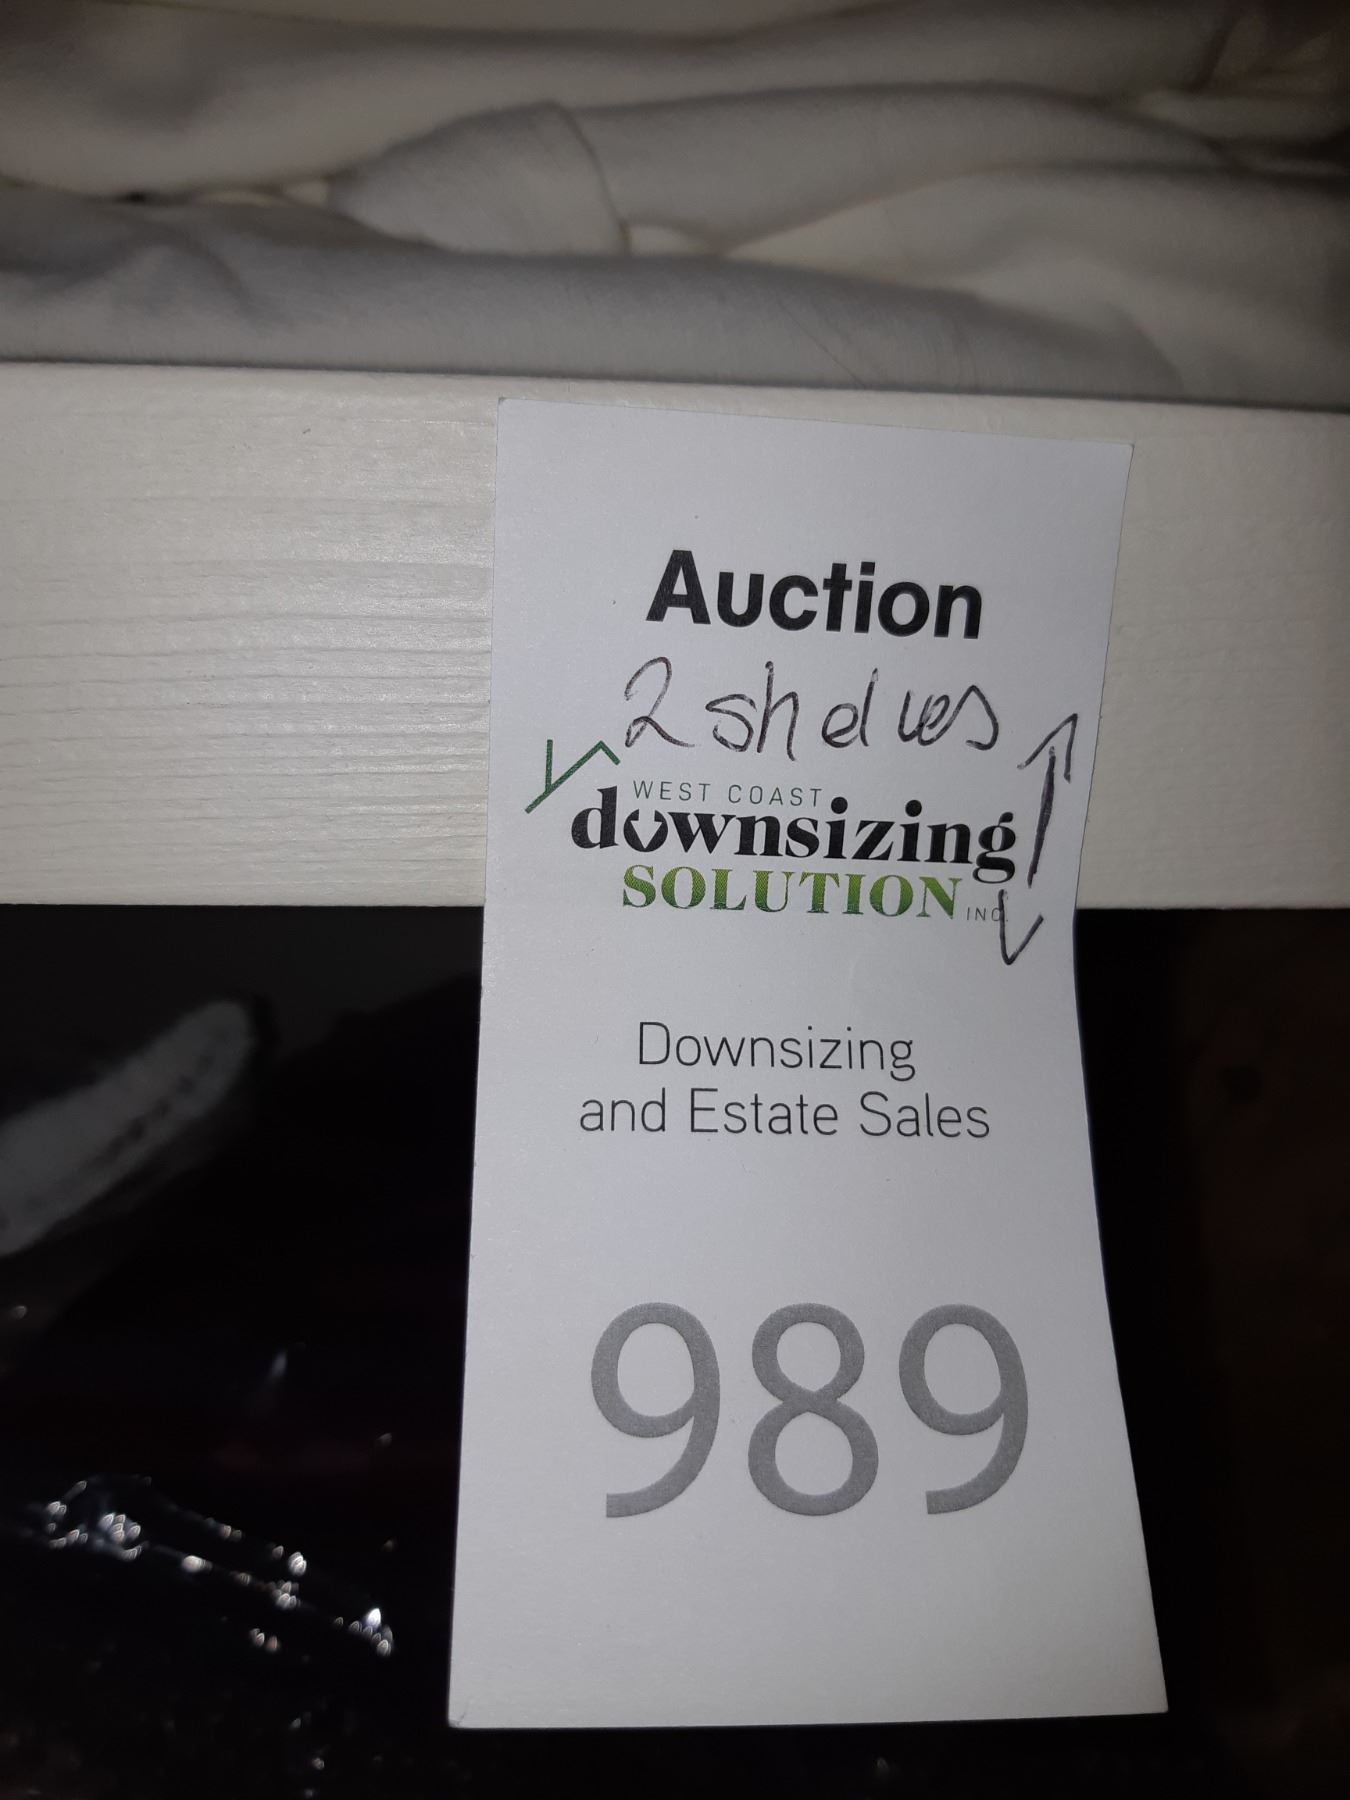 Auction
2 shelves
WEST COAST
downsizing
SOLUTION INC.
Downsizing
and Estate Sales
989